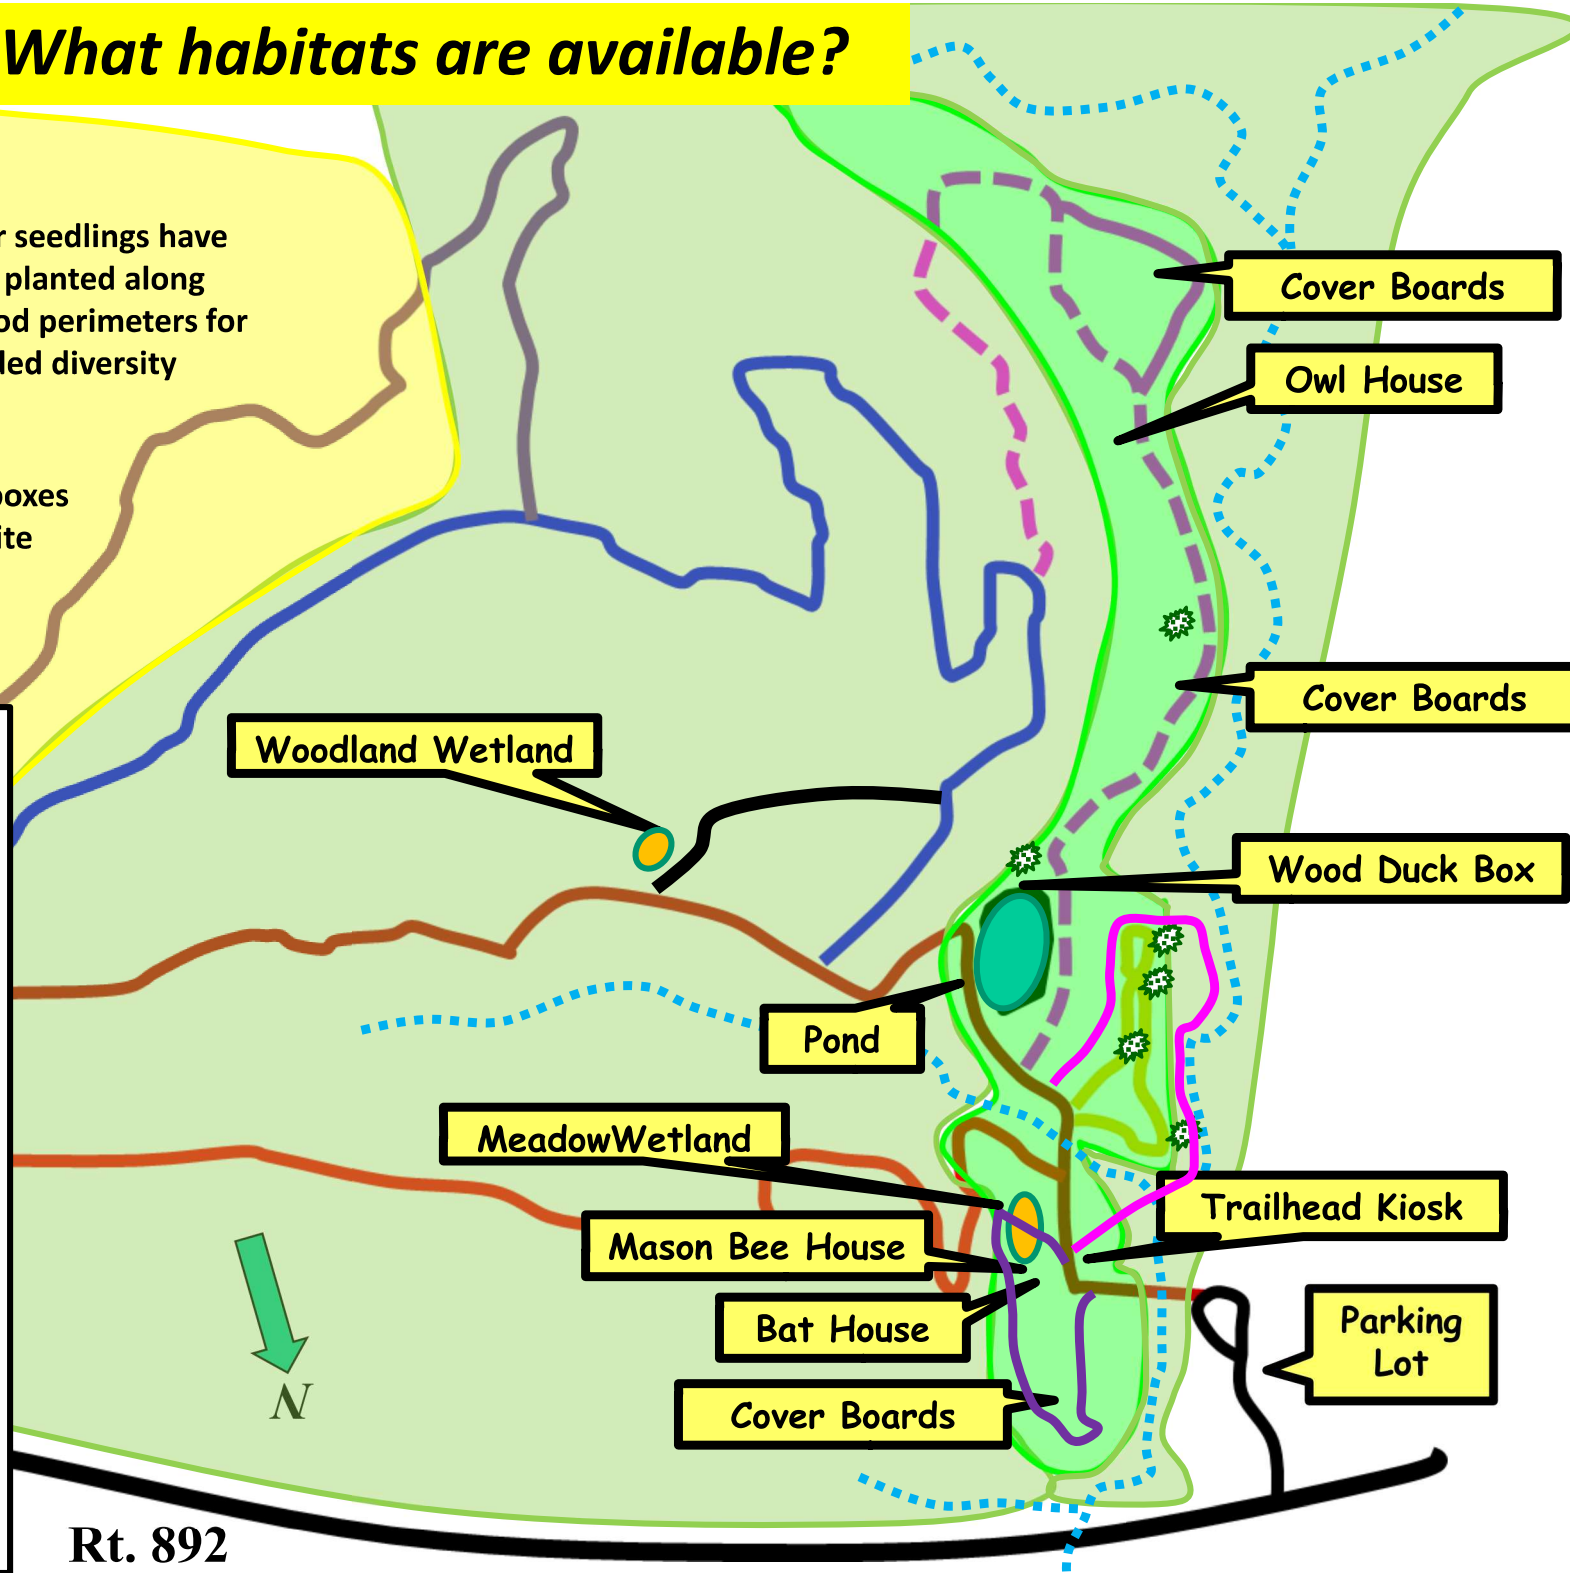 What habitats are available?
seedlings have
planted along
perimeters for
diversity
Cover Boards
Owl House
Woodland Wetland
Cover Boards
Wood Duck Box
Pond
MeadowWetland
Trailhead Kiosk
Mason Bee House
Bat House
Parking
Lot
Cover Boards
N
Rt. 892